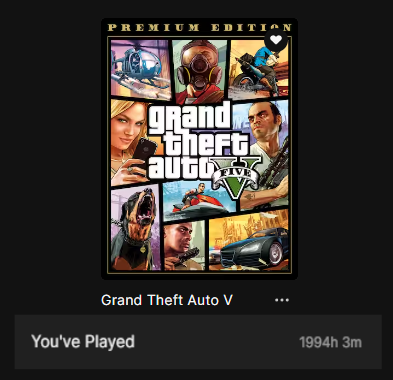 PREMIUM EDITION
grand
theft
auto
FIVE
Grand Theft Auto V
You've Played 1994h 3m